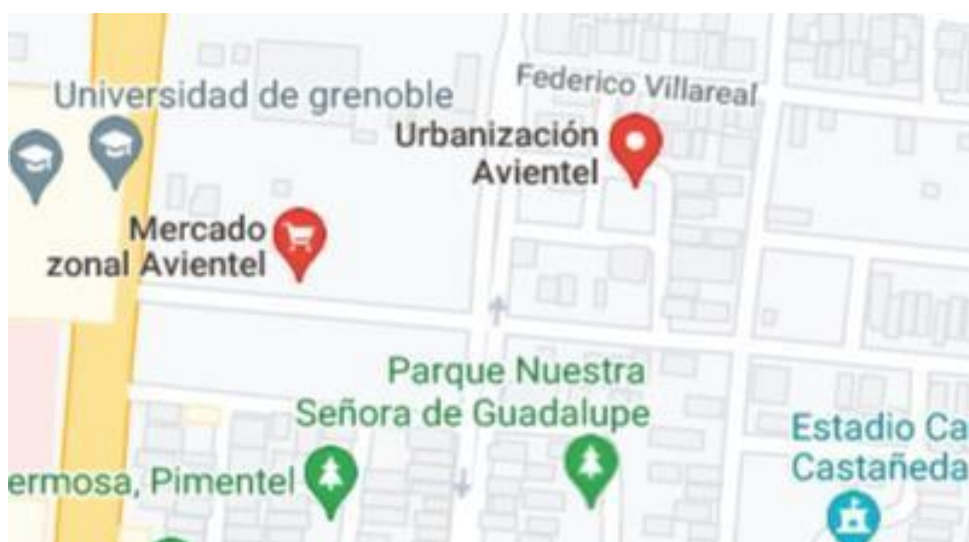 Universidad de grenoble
Federico Villareal
Urbanización
Avientel
Mercado
zonal Avientel
Parque Nuestra
Señora de Guadalupe
Estadio Ca
Castañeda
ermosa, Pimentel